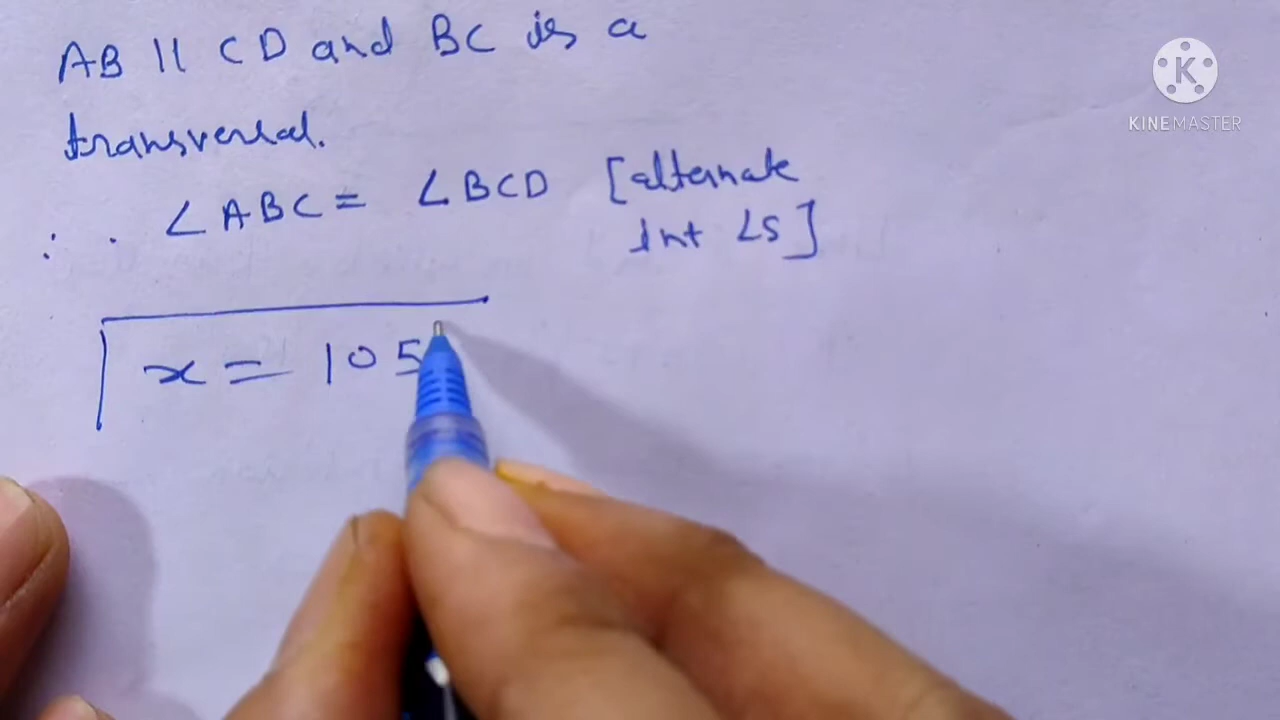 AB || CD and BC is a
transversal.
∴ ∠ABC = ∠BCD [alternate
int ∠s]
x = 105
K
KINEMASTER